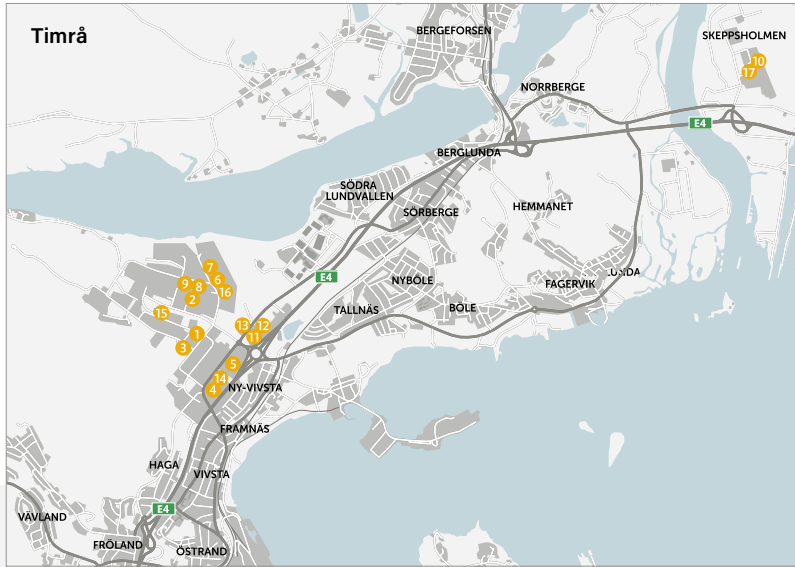 Timrå
BERGEFORSEN
SKEPPSHOLMEN
10
17
NORRBERGE
E4
BERGLUNDA
SÖDRA
LUNDVALLEN
SÖRBERGE
HEMMANET
7
9
8
6
16
2
E4
NYBÖLE
FAGERVIK
15
TALLNÄS
BÖLE
13
12
11
1
3
5
14
4
NY-VIVSTA
FRAMNÄS
HAGA
VIVSTA
E4
VÄVLAND
FRÖLAND
ÖSTRAND